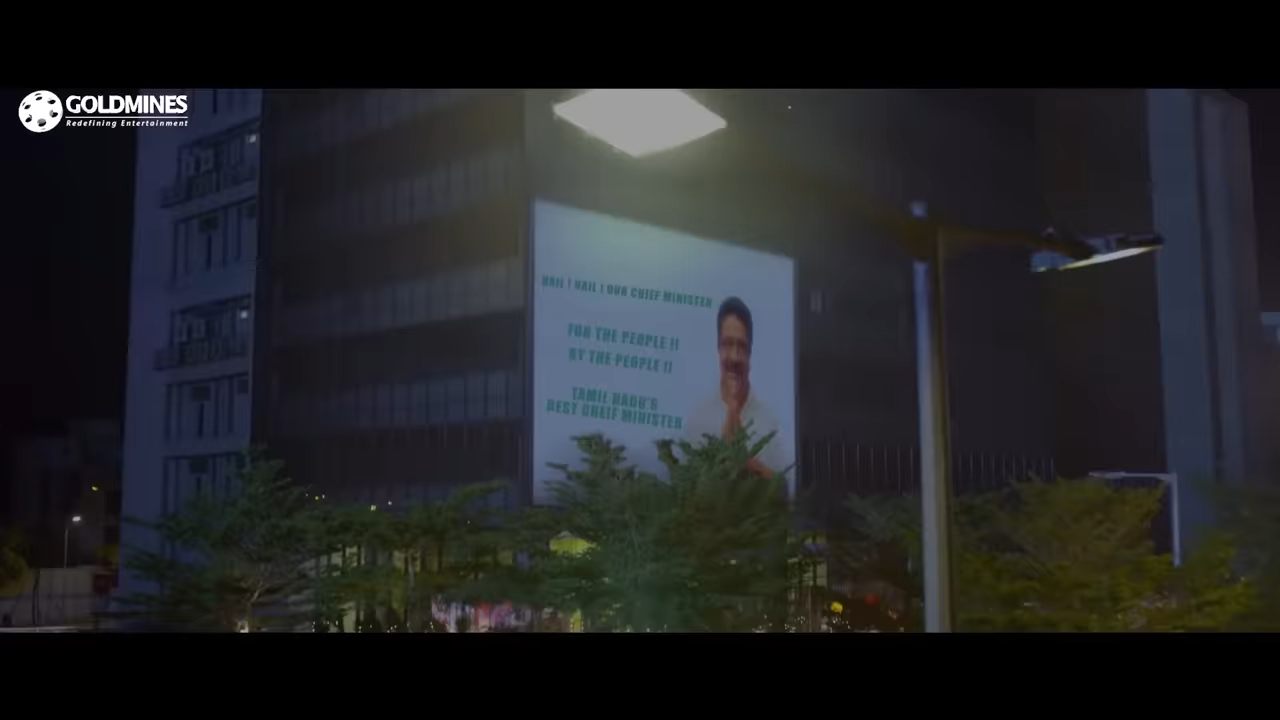 GOLDMINES
Redefining Entertainment
HAIL ! HAIL ! OUR CHIEF MINISTER
FOR THE PEOPLE !!
BY THE PEOPLE !!
TAMIL NADU'S
BEST CHEIF MINISTER